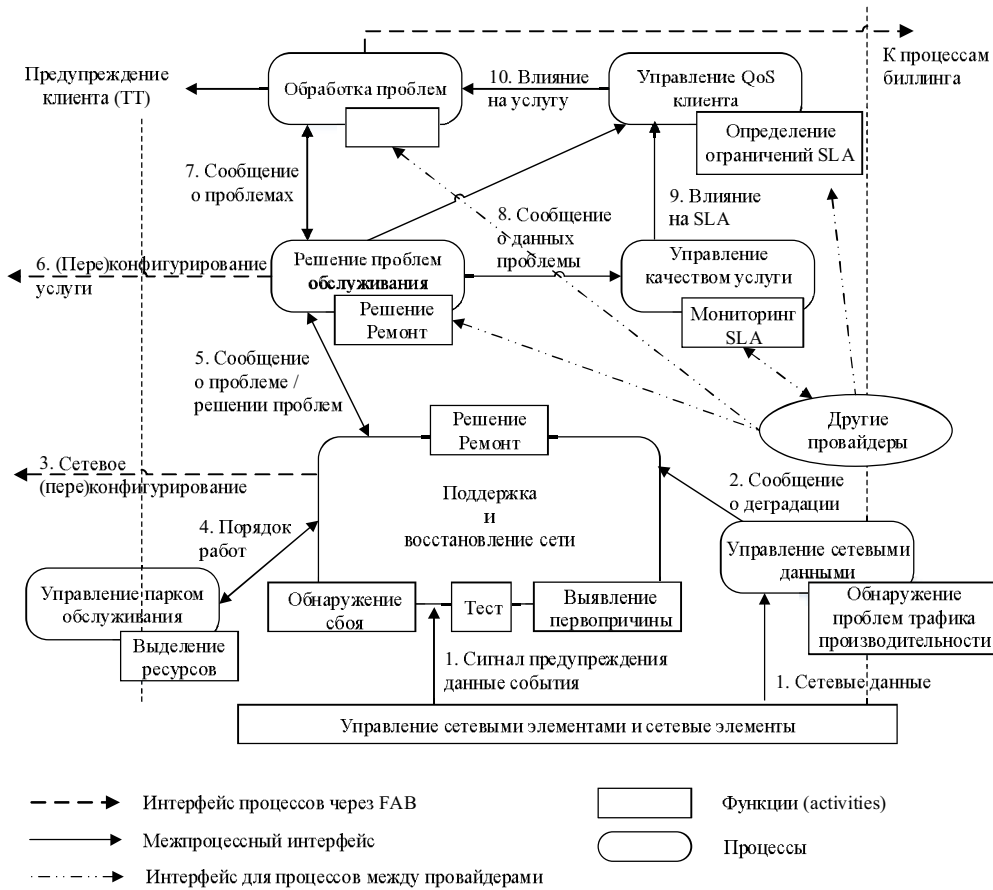 К процессам
биллинга
Предупреждение
клиента (ТТ)
Обработка проблем
10. Влияние
на услугу
Управление QoS
клиента
Определение
ограничений SLA
7. Сообщение
о проблемах
8. Сообщение
о данных
проблемы
9. Влияние
на SLA
6. (Пере)конфигурирование
услуги
Решение проблем
обслуживания
Решение
Ремонт
Управление
качеством услуги
Мониторинг
SLA
5. Сообщение
о проблеме /
решении проблем
Другие
провайдеры
Решение
Ремонт
3. Сетевое
(пере)конфигурирование
Поддержка
и
восстановление сети
2. Сообщение
о деградации
4. Порядок
работ
Управление сетевыми
данными
Обнаружение
проблем трафика
производительности
Управление парком
обслуживания
Выделение
ресурсов
Обнаружение
сбоя
Тест
Выявление
первопричины
1. Сигнал предупреждения
данные события
1. Сетевые данные
Управление сетевыми элементами и сетевые элементы
Интерфейс процессов через FAB
Функции (activities)
Межпроцессный интерфейс
Процессы
Интерфейс для процессов между провайдерами